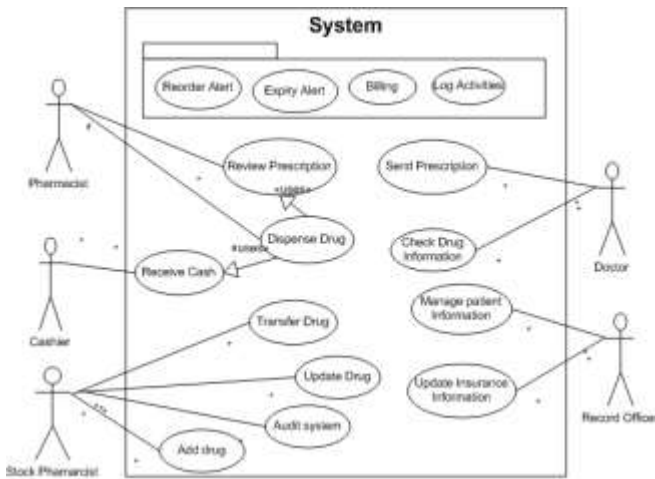 System
Reorder Alert
Expiry Alert
Billing
Log Activities
Review Prescription
Send Prescription
Pharmacist
«uses»
Dispense Drug
«uses»
Check Drug
Information
Doctor
Receive Cash
Cashier
Manage patient
Information
Transfer Drug
Update Drug
Update Insurance
Information
Record Office
Audit system
Add drug
Stock Phamarcist